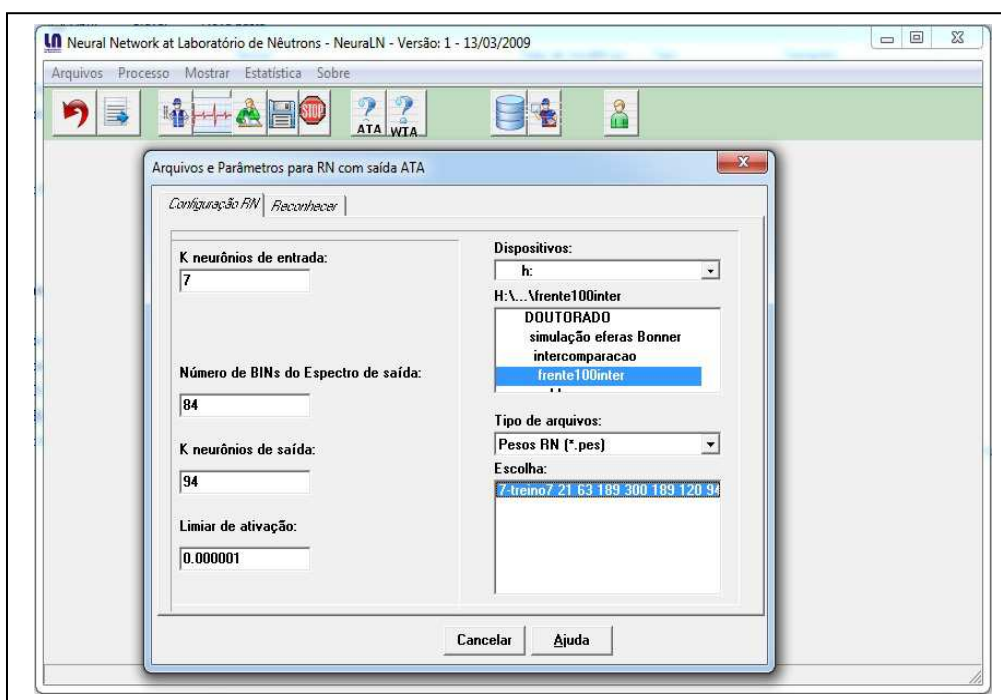 LN Neural Network at Laboratório de Nêutrons - NeuraLN - Versão: 1 - 13/03/2009
Arquivos Processo Mostrar Estatística Sobre
STOP ? ATA ? WTA
Arquivos e Parâmetros para RN com saída ATA
Configuração RN Reconhecer
K neurônios de entrada:
7
Número de BINs do Espectro de saída:
84
K neurônios de saída:
94
Limiar de ativação:
0.000001
Dispositivos:
h:
H:\...\frente100inter
DOUTORADO
simulação eferas Bonner
intercomparacao
frente100inter
Tipo de arquivos:
Pesos RN (*.pes)
Escolha:
7-treino7 21 63 189 300 189 120 94
Cancelar Ajuda